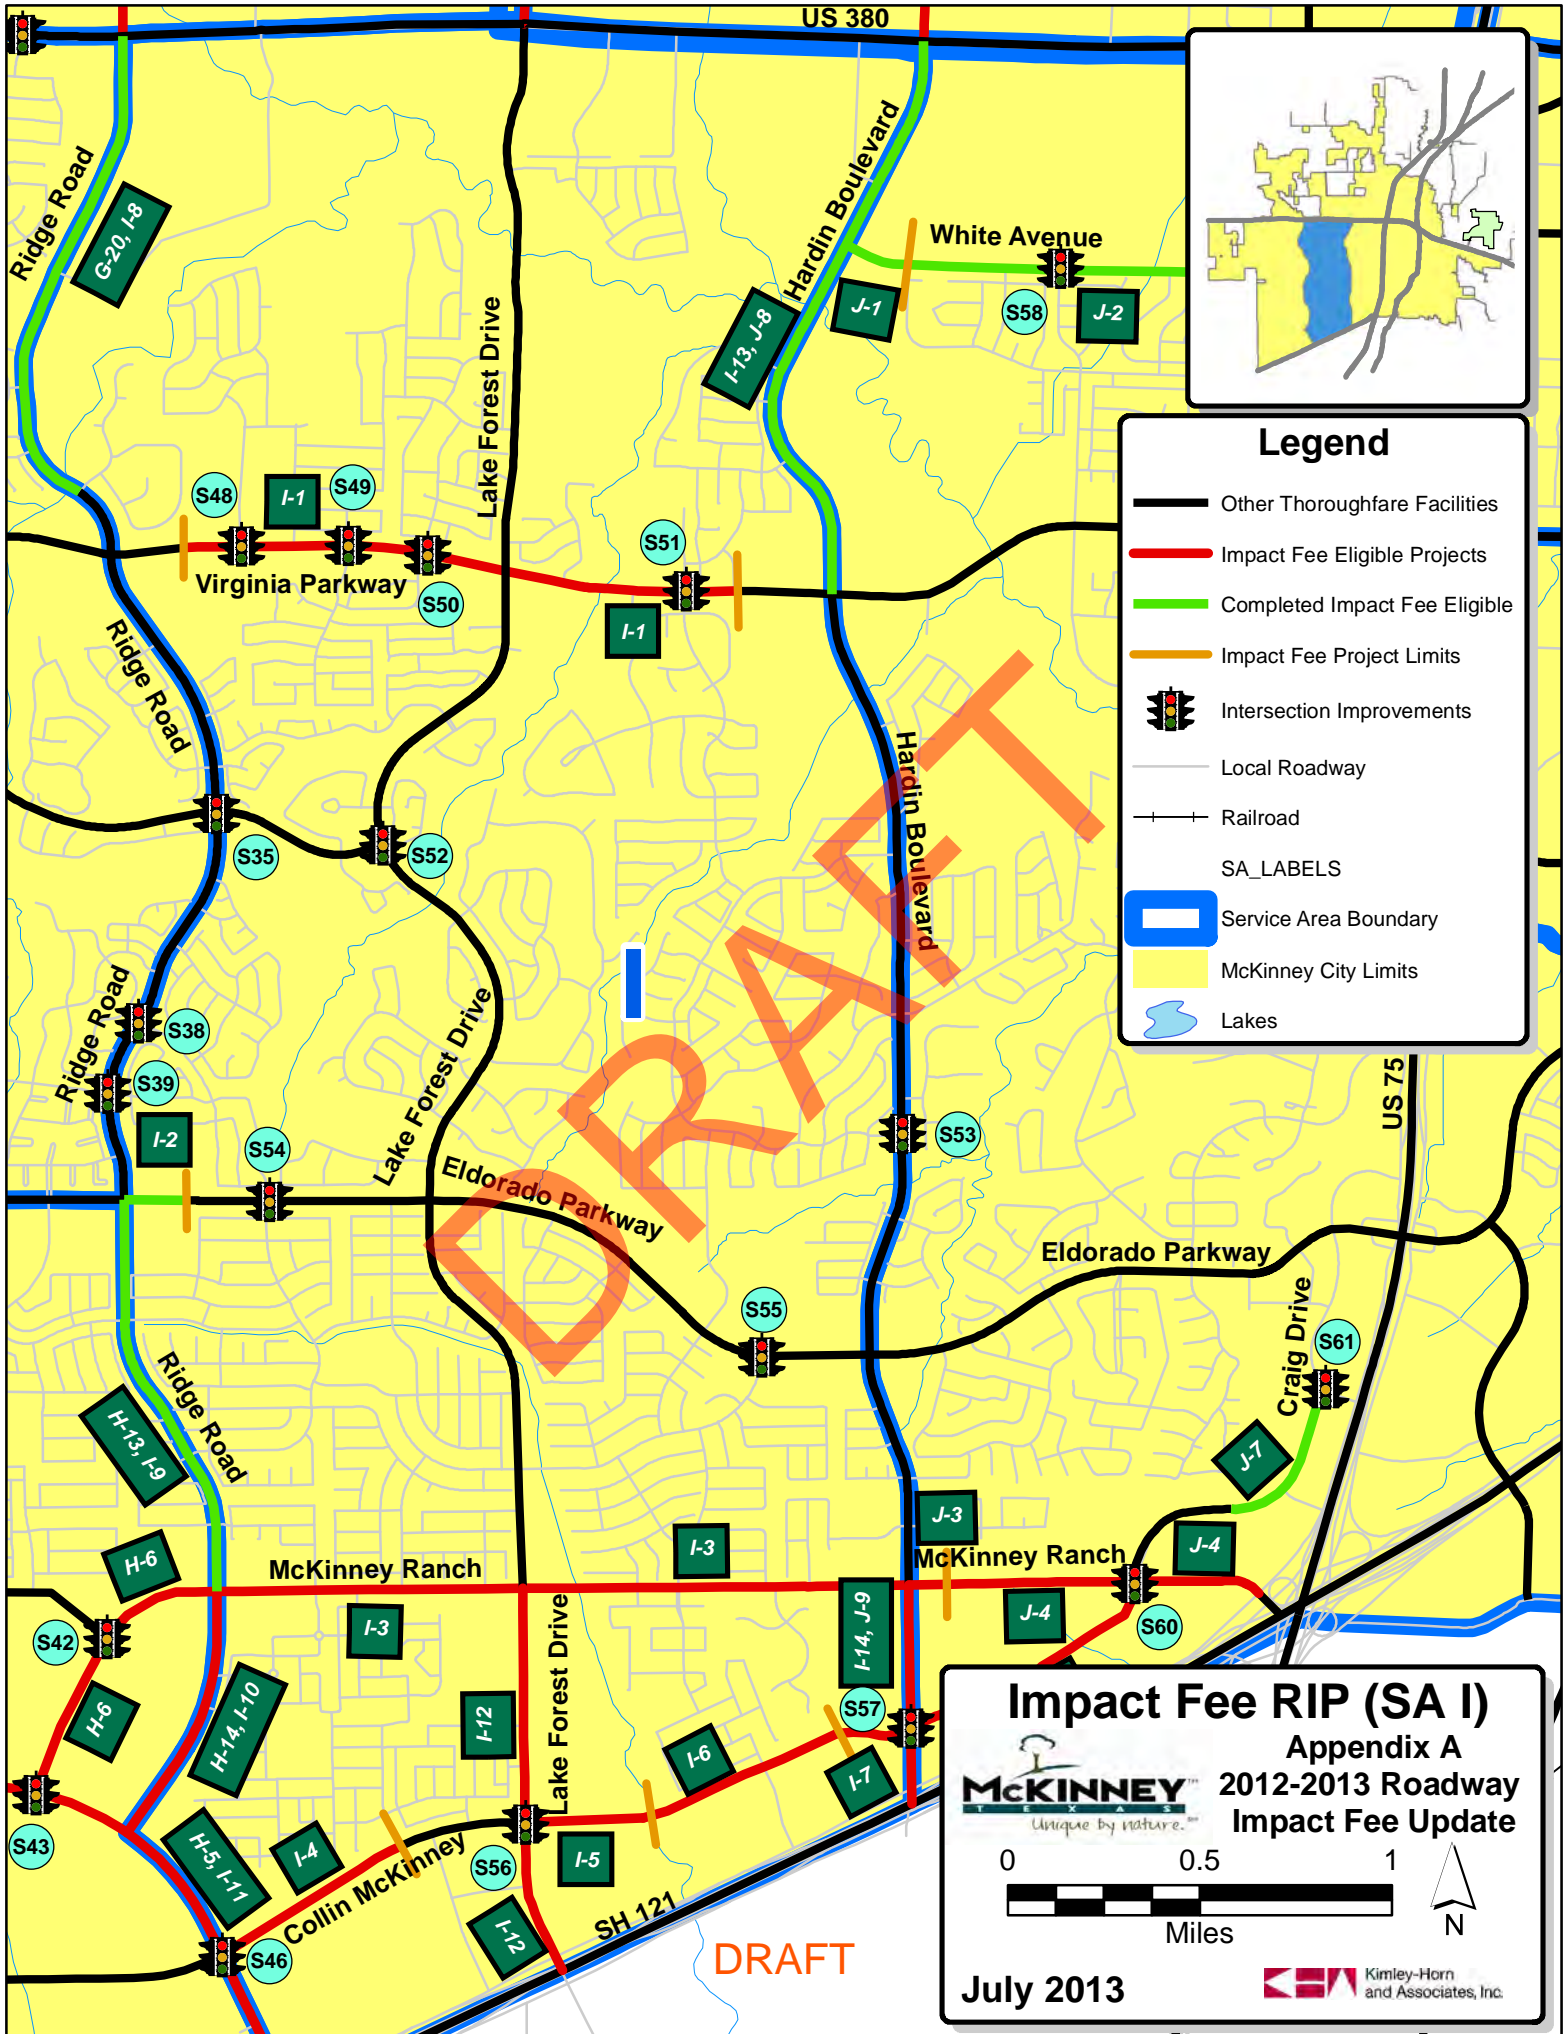 US 380
Ridge Road
G-20, I-8
Lake Forest Drive
Hardin Boulevard
I-13, J-8
White Avenue
J-1
S58
J-2
Legend
Other Thoroughfare Facilities
Impact Fee Eligible Projects
Completed Impact Fee Eligible
Impact Fee Project Limits
Intersection Improvements
Local Roadway
Railroad
SA_LABELS
Service Area Boundary
McKinney City Limits
Lakes
S48
I-1
S49
Virginia Parkway
S50
S51
I-1
Ridge Road
S35
S52
Hardin Boulevard
I
DRAFT
Ridge Road
S38
S39
Lake Forest Drive
I-2
S54
S53
US 75
Eldorado Parkway
Eldorado Parkway
S55
Craig Drive
S61
Ridge Road
H-13, I-9
J-7
H-6
McKinney Ranch
I-3
J-3
McKinney Ranch
J-4
S42
I-3
Lake Forest Drive
I-14, J-9
J-4
S60
H-6
H-14, I-10
I-12
S57
I-6
I-7
S43
H-5, I-11
I-4
Collin McKinney
S56
I-5
I-12
S46
SH 121
DRAFT
Impact Fee RIP (SA I)
Appendix A
2012-2013 Roadway
Impact Fee Update
McKINNEY
TEXAS
Unique by nature.™
0 0.5 1
Miles
N
July 2013
Kimley-Horn
and Associates, Inc.